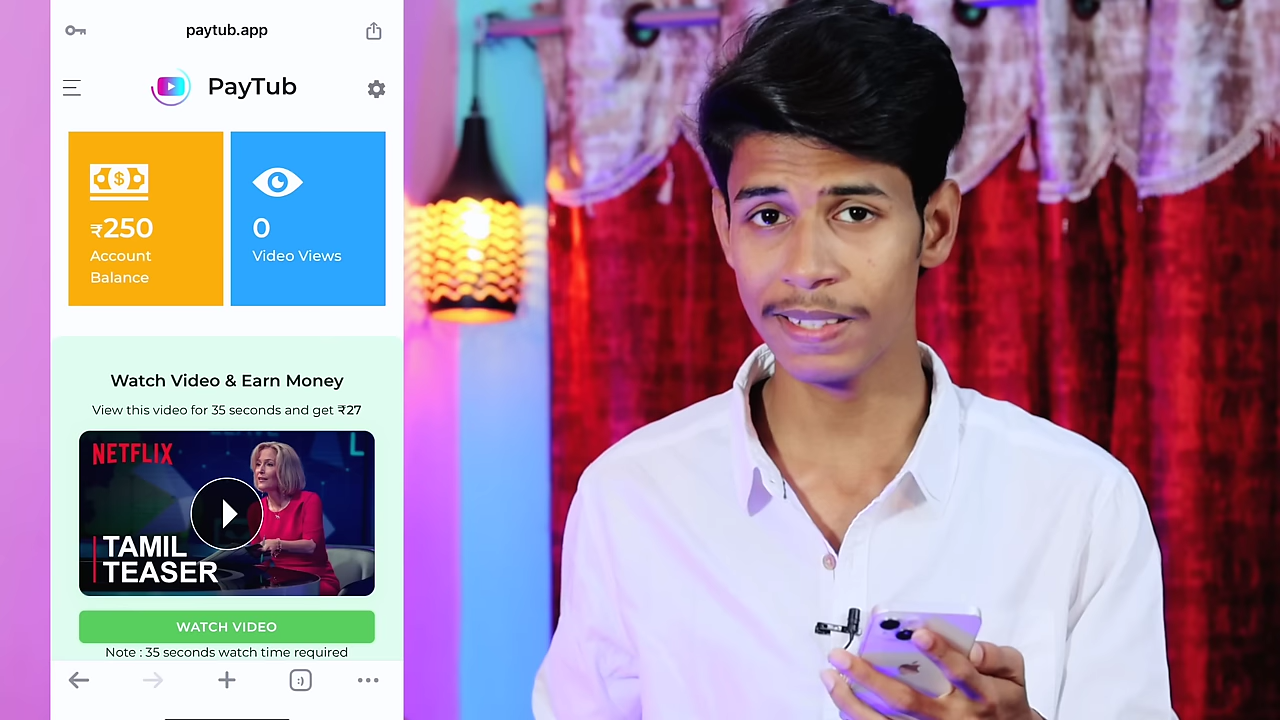 paytub.app
PayTub
₹250
Account
Balance
0
Video Views
Watch Video & Earn Money
View this video for 35 seconds and get ₹27
NETFLIX
TAMIL
TEASER
WATCH VIDEO
Note : 35 seconds watch time required
:)